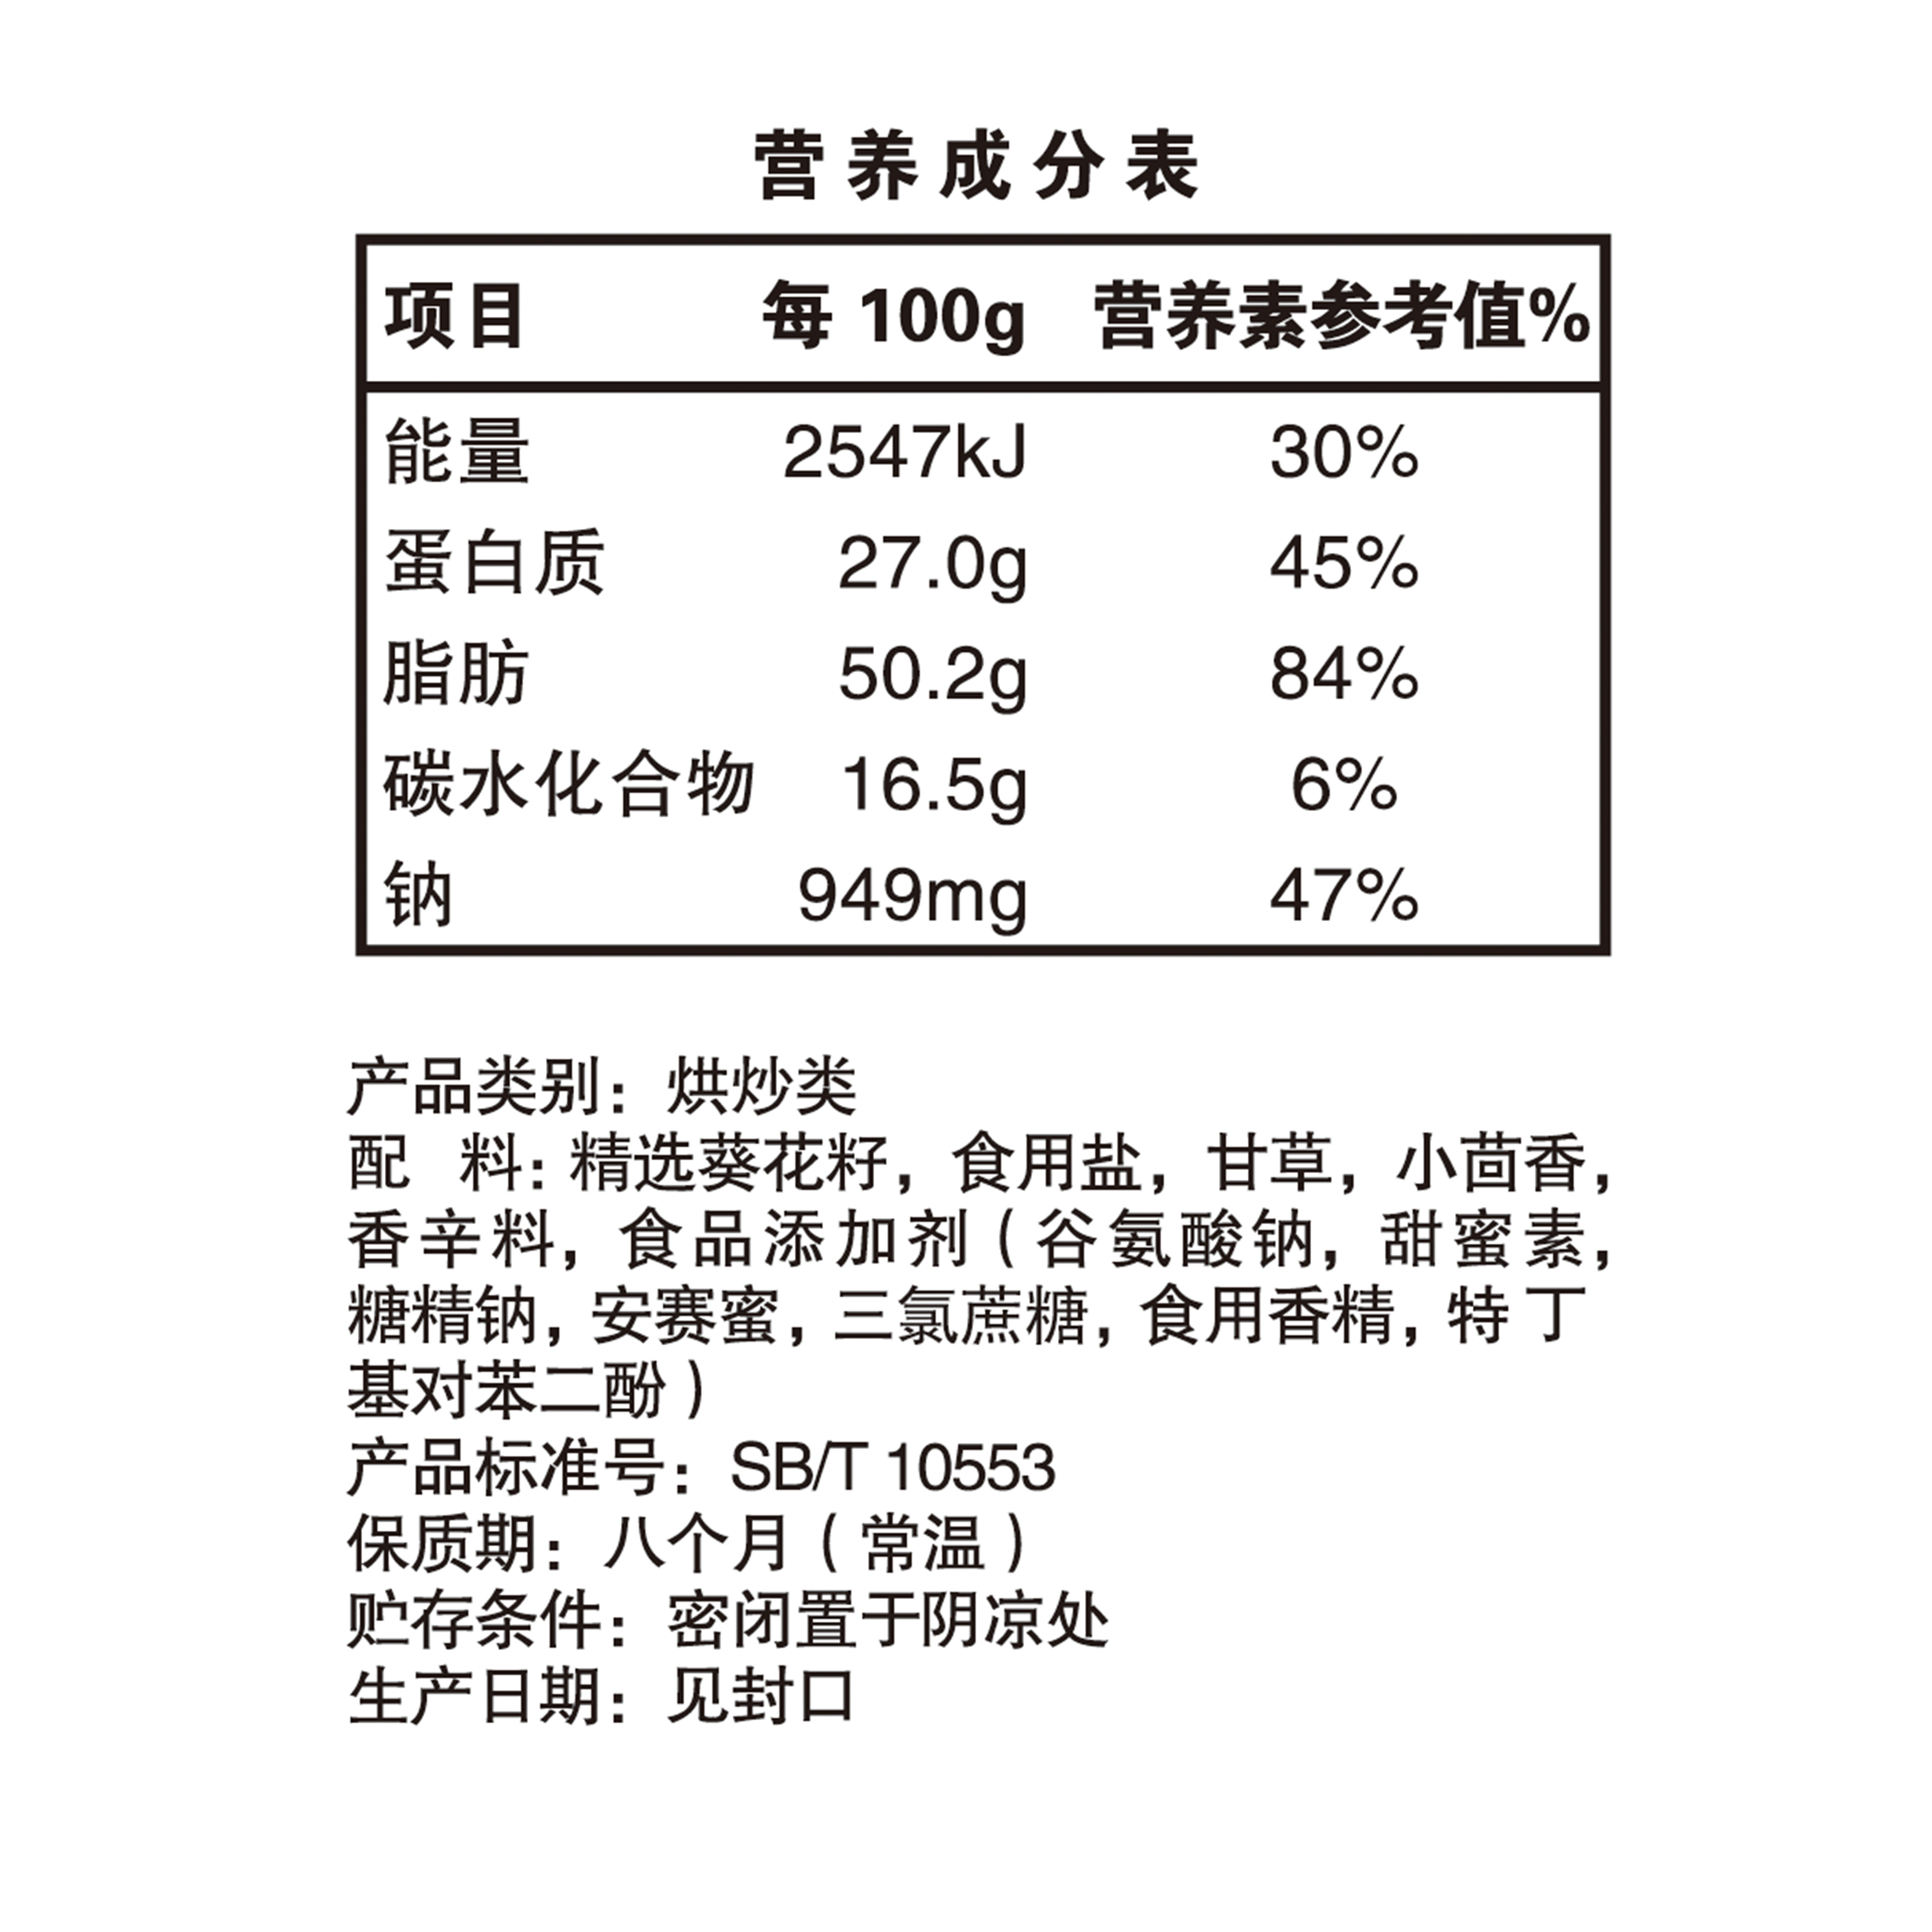 营养成分表
项目 每 100g 营养素参考值%
能量 2547kJ 30%
蛋白质 27.0g 45%
脂肪 50.2g 84%
碳水化合物 16.5g 6%
钠 949mg 47%
产品类别：烘炒类
配 料：精选葵花籽，食用盐，甘草，小茴香，
香辛料，食品添加剂（谷氨酸钠，甜蜜素，
糖精钠，安赛蜜，三氯蔗糖，食用香精，特丁
基对苯二酚）
产品标准号：SB/T 10553
保质期：八个月（常温）
贮存条件：密闭置于阴凉处
生产日期：见封口